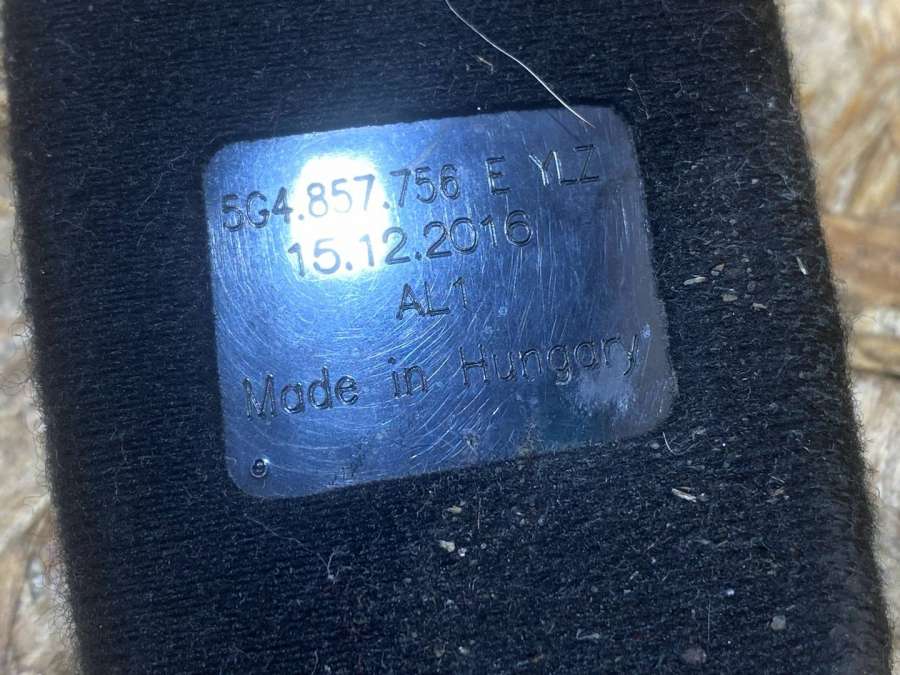 5G4.857.756 E YLZ
15.12.2016
AL1
Made in Hungary